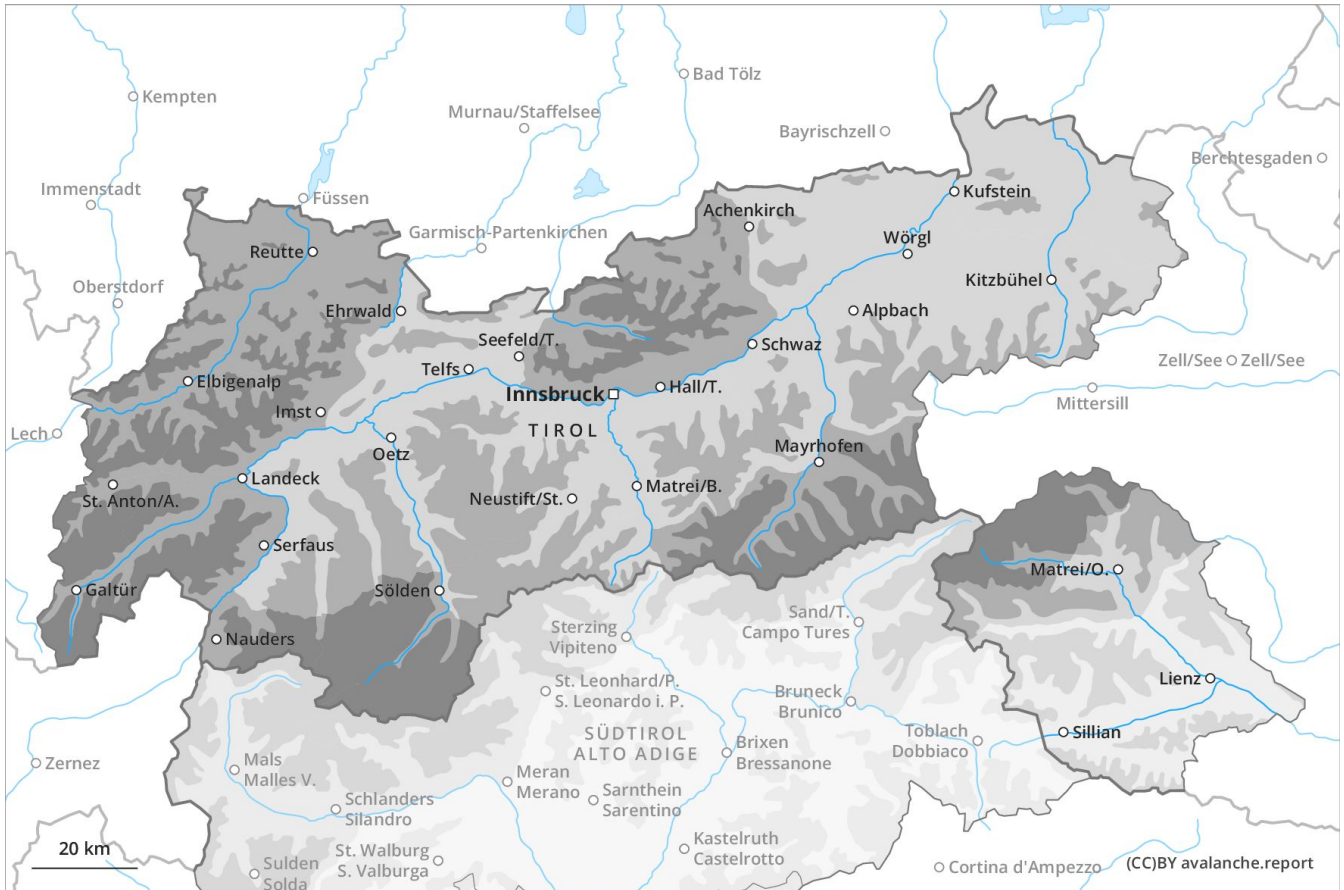 Kempten
Bad Tölz
Murnau/Staffelsee
Bayrischzell
Berchtesgaden
Immenstadt
Füssen
Kufstein
Achenkirch
Garmisch-Partenkirchen
Wörgl
Reutte
Kitzbühel
Oberstdorf
Ehrwald
Alpbach
Seefeld/T.
Schwaz
Zell/See
Zell/See
Telfs
Elbigenalp
Hall/T.
Innsbruck
Mittersill
Imst
Lech
TIROL
Mayrhofen
Oetz
Landeck
St. Anton/A.
Neustift/St.
Matrei/B.
Serfaus
Matrei/O.
Galtür
Sölden
Sand/T.
Campo Tures
Nauders
Sterzing
Vipiteno
Lienz
St. Leonhard/P.
S. Leonardo i. P.
Bruneck
Brunico
Sillian
SÜDTIROL
ALTO ADIGE
Toblach
Dobbiaco
Brixen
Bressanone
Zernez
Mals
Malles V.
Meran
Merano
Sarnthein
Sarentino
Schlanders
Silandro
20 km
St. Walburg
S. Valburga
Kastelruth
Castelrotto
Sulden
Solda
Cortina d'Ampezzo
(CC)BY avalanche.report